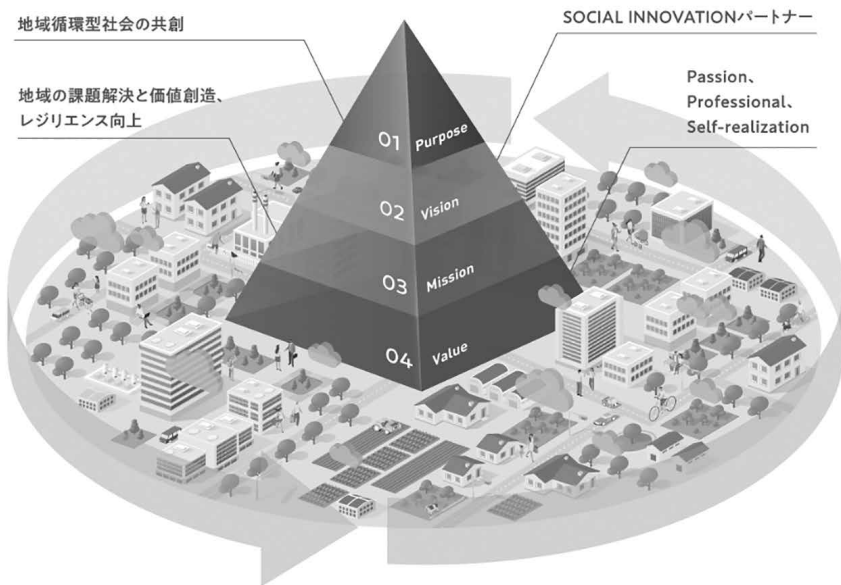 地域循環型社会の共創
SOCIAL INNOVATIONパートナー
地域の課題解決と価値創造、
レジリエンス向上
Passion、
Professional、
Self-realization
01 Purpose
02 Vision
03 Mission
04 Value